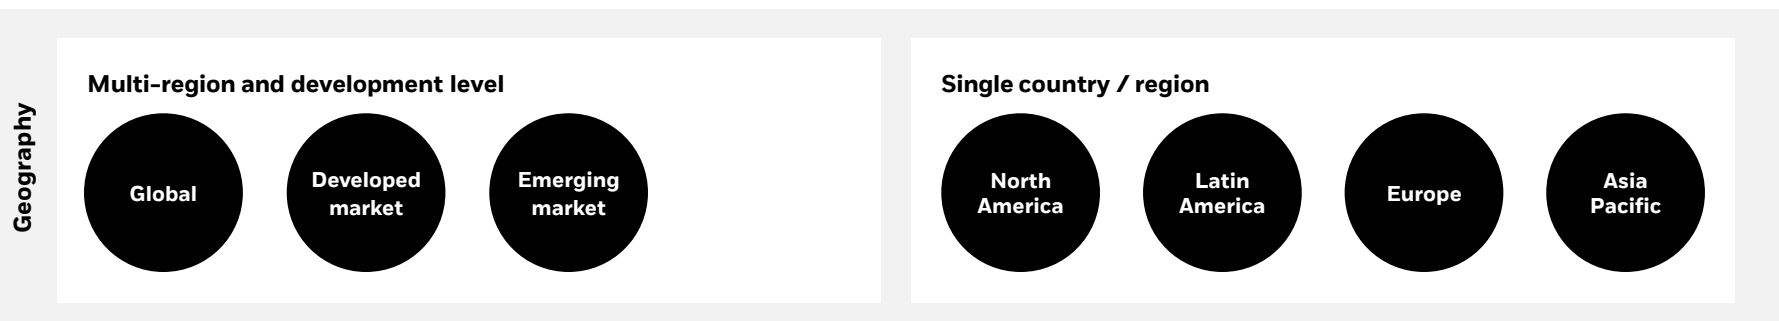 Geography
Multi-region and development level
Global
Developed
market
Emerging
market
Single country / region
North
America
Latin
America
Europe
Asia
Pacific